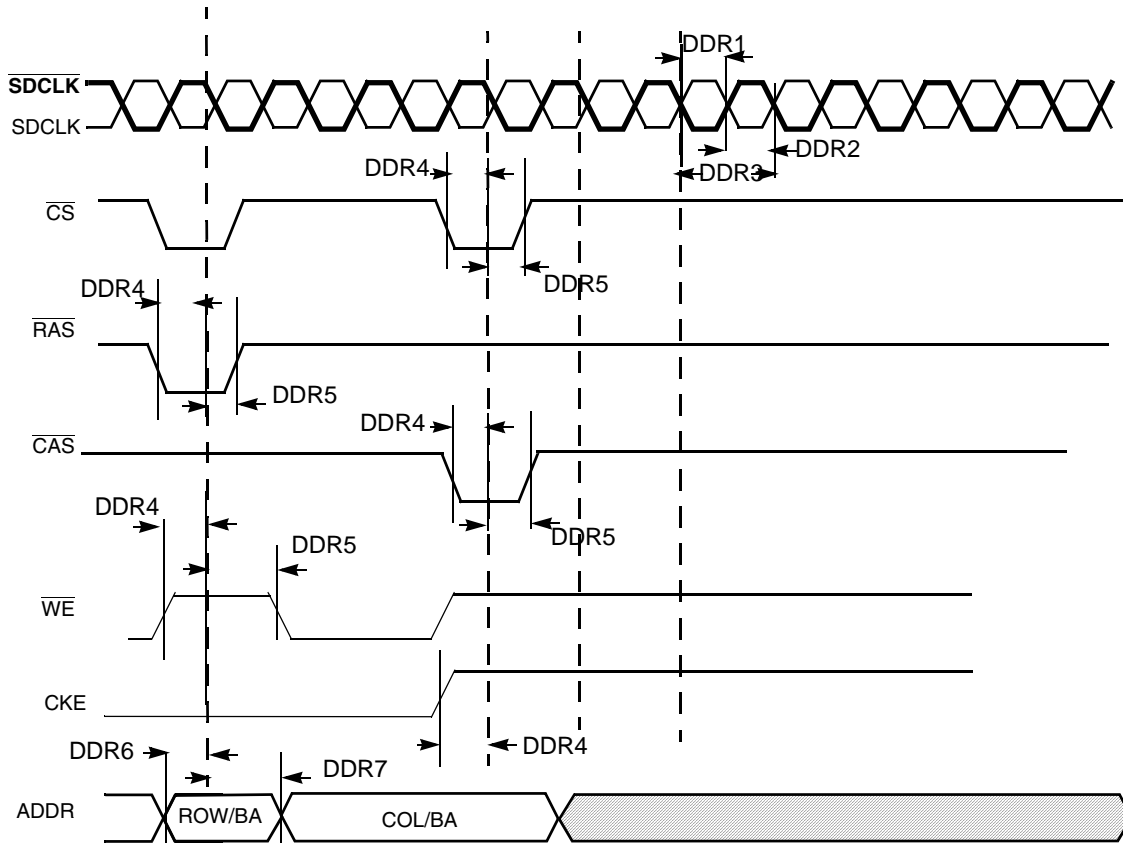 DDR1
SDCLK
SDCLK
DDR2
DDR4
DDR3
CS
DDR5
DDR4
RAS
DDR5
DDR4
CAS
DDR4
DDR5
DDR5
WE
CKE
DDR6
DDR4
DDR7
ADDR
ROW/BA
COL/BA